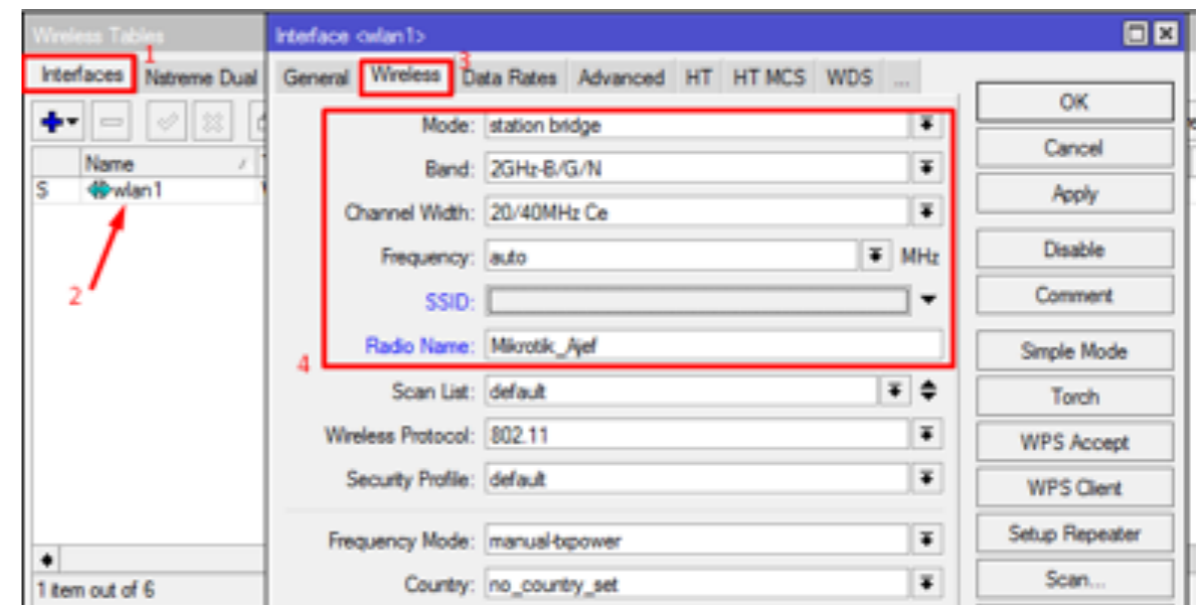 Wireless Tables
1
Interfaces Nstreme Dual
Name
S wlan1
2
1 item out of 6
Interface <wlan1>
3
General Wireless Data Rates Advanced HT HT MCS WDS ...
Mode: station bridge
Band: 2GHz-B/G/N
Channel Width: 20/40MHz Ce
Frequency: auto MHz
SSID:
Radio Name: Mikrotik_Ajef
4
Scan List: default
Wireless Protocol: 802.11
Security Profile: default
Frequency Mode: manual-txpower
Country: no_country_set
OK
Cancel
Apply
Disable
Comment
Simple Mode
Torch
WPS Accept
WPS Client
Setup Repeater
Scan...